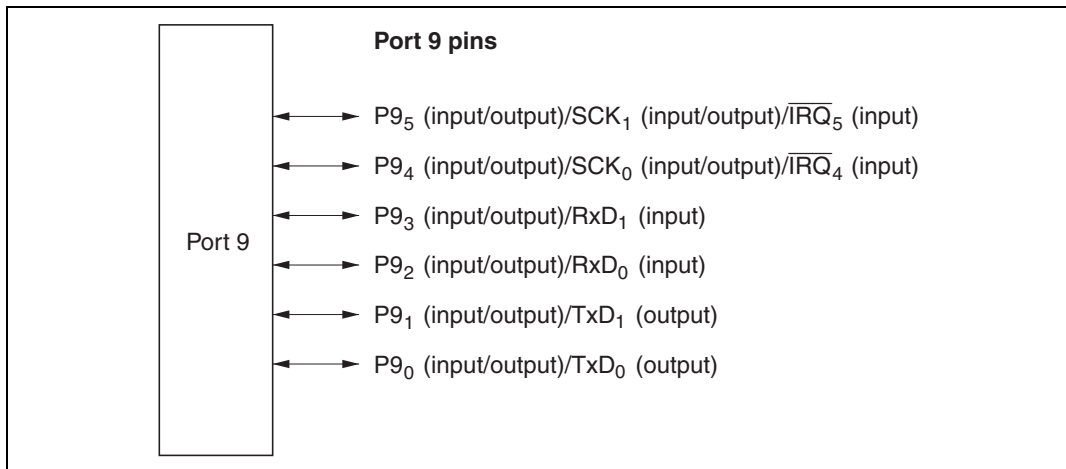 Port 9 pins
P9₅ (input/output)/SCK₁ (input/output)/I̅R̅Q̅₅ (input)
P9₄ (input/output)/SCK₀ (input/output)/I̅R̅Q̅₄ (input)
P9₃ (input/output)/RxD₁ (input)
Port 9
P9₂ (input/output)/RxD₀ (input)
P9₁ (input/output)/TxD₁ (output)
P9₀ (input/output)/TxD₀ (output)